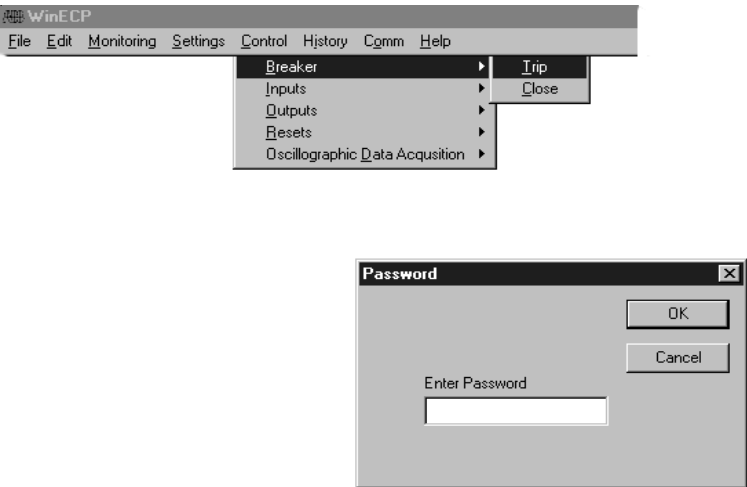 WinECP
File Edit Monitoring Settings Control History Comm Help
Breaker Trip
Inputs Close
Outputs
Resets
Oscillographic Data Acqusition
Password
OK
Cancel
Enter Password